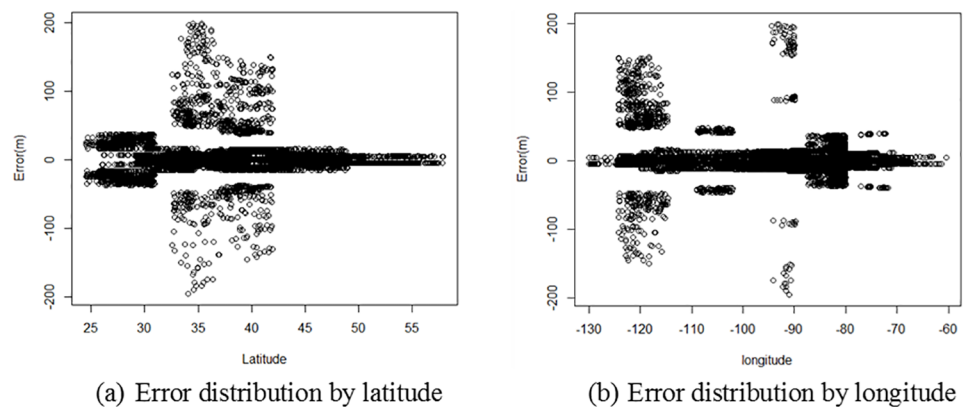 200
100
0
-100
-200
Error(m)
25 30 35 40 45 50 55
Latitude
(a) Error distribution by latitude
200
100
0
-100
-200
Error(m)
-130 -120 -110 -100 -90 -80 -70 -60
longitude
(b) Error distribution by longitude